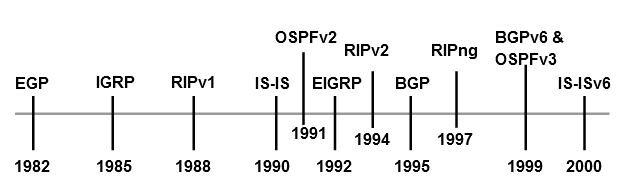 EGP
IGRP
RIPv1
IS-IS
OSPFv2
EIGRP
RIPv2
BGP
RIPng
BGPv6 &
OSPFv3
IS-ISv6
1982
1985
1988
1990
1991
1992
1994
1995
1997
1999
2000